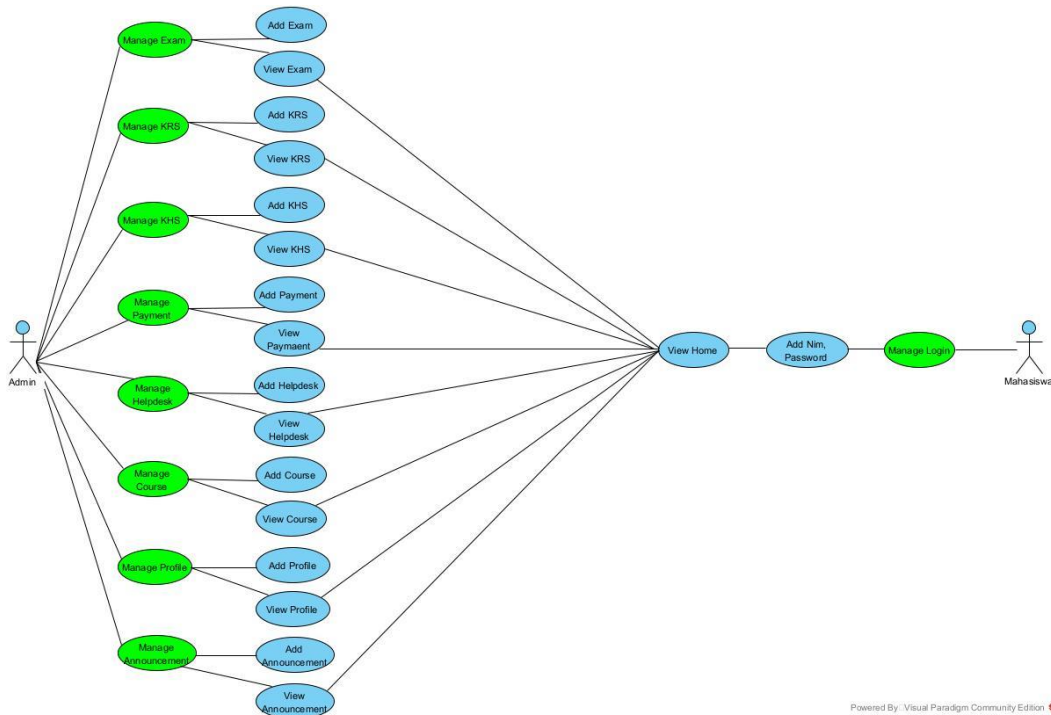 Add Exam
Manage Exam
View Exam
Add KRS
Manage KRS
View KRS
Add KHS
Manage KHS
View KHS
Add Payment
Manage
Payment
View
Paymaent
Admin
Add Helpdesk
Manage
Helpdesk
View
Helpdesk
Add Course
Manage
Course
View Course
Add Profile
Manage Profile
View Profile
Add
Announcement
Manage
Announcement
View
Announcement
View Home
Add Nim,
Password
Manage Login
Mahasiswa
Powered By: Visual Paradigm Community Edition